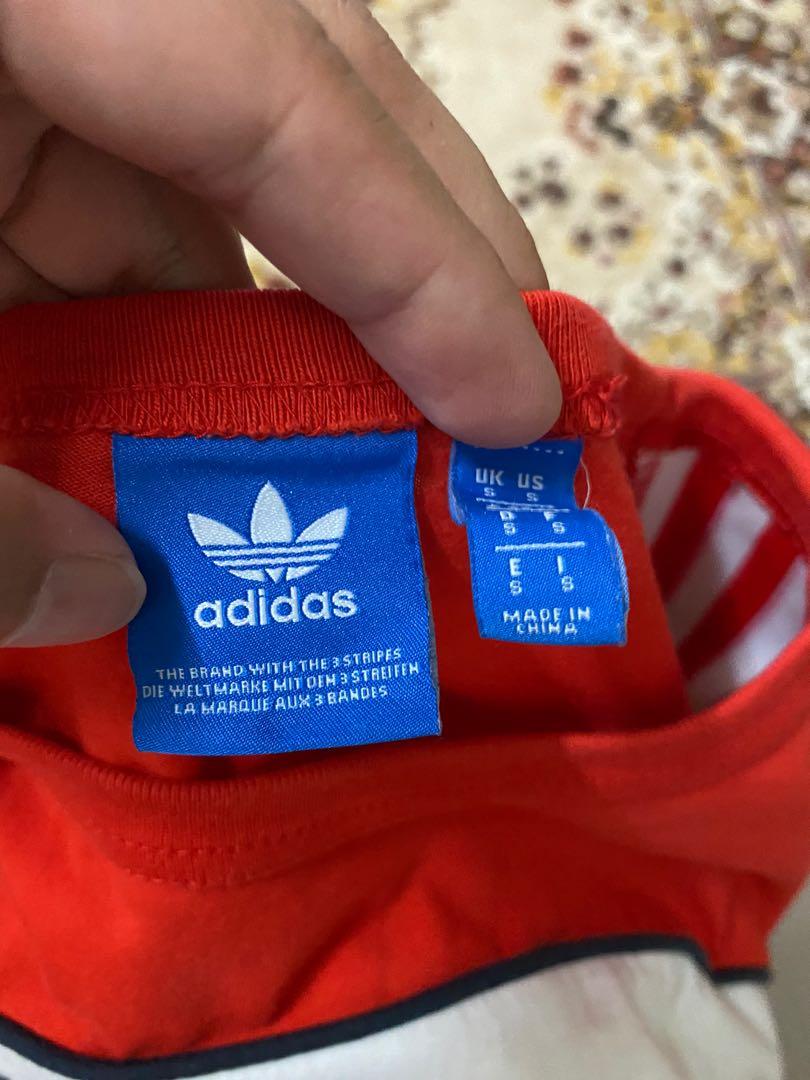 adidas
THE BRAND WITH THE 3 STRIPES
DIE WELTMARKE MIT DEN 3 STREIFEN
LA MARQUE AUX 3 BANDES
UK US
S S
D F
S S
E I
S S
MADE IN
CHINA